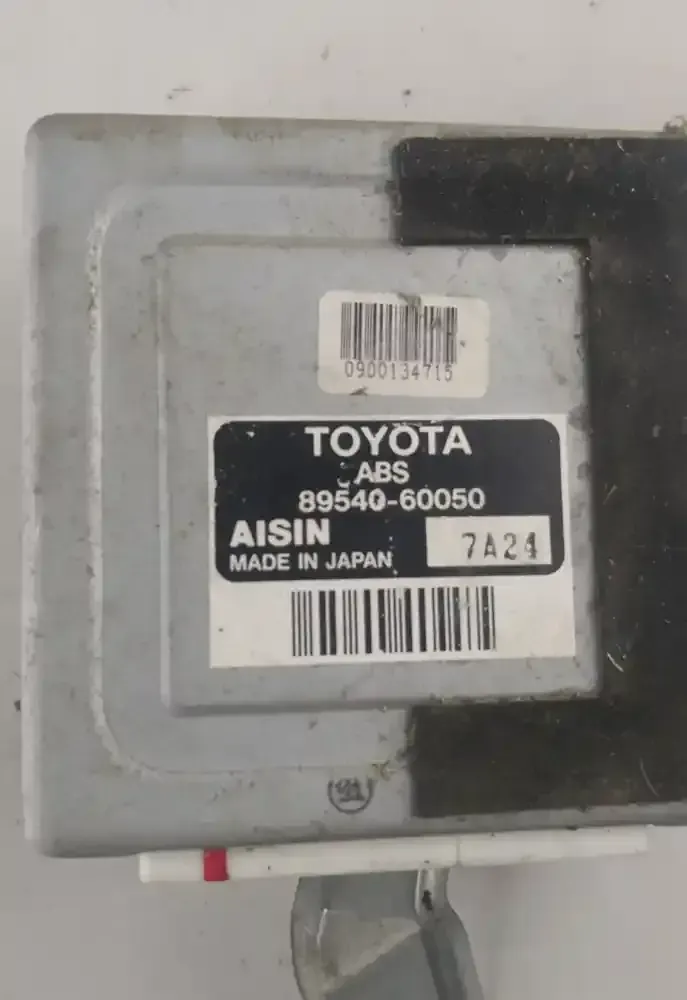 0900134715
TOYOTA
ABS
89540-60050
AISIN
7A24
MADE IN JAPAN